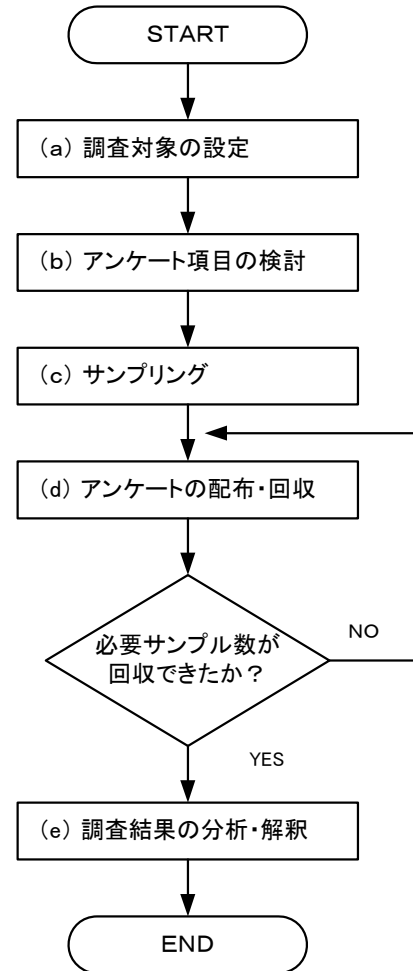 START
(a) 調査対象の設定
(b) アンケート項目の検討
(c) サンプリング
(d) アンケートの配布・回収
必要サンプル数が
回収できたか?
NO
YES
(e) 調査結果の分析・解釈
END